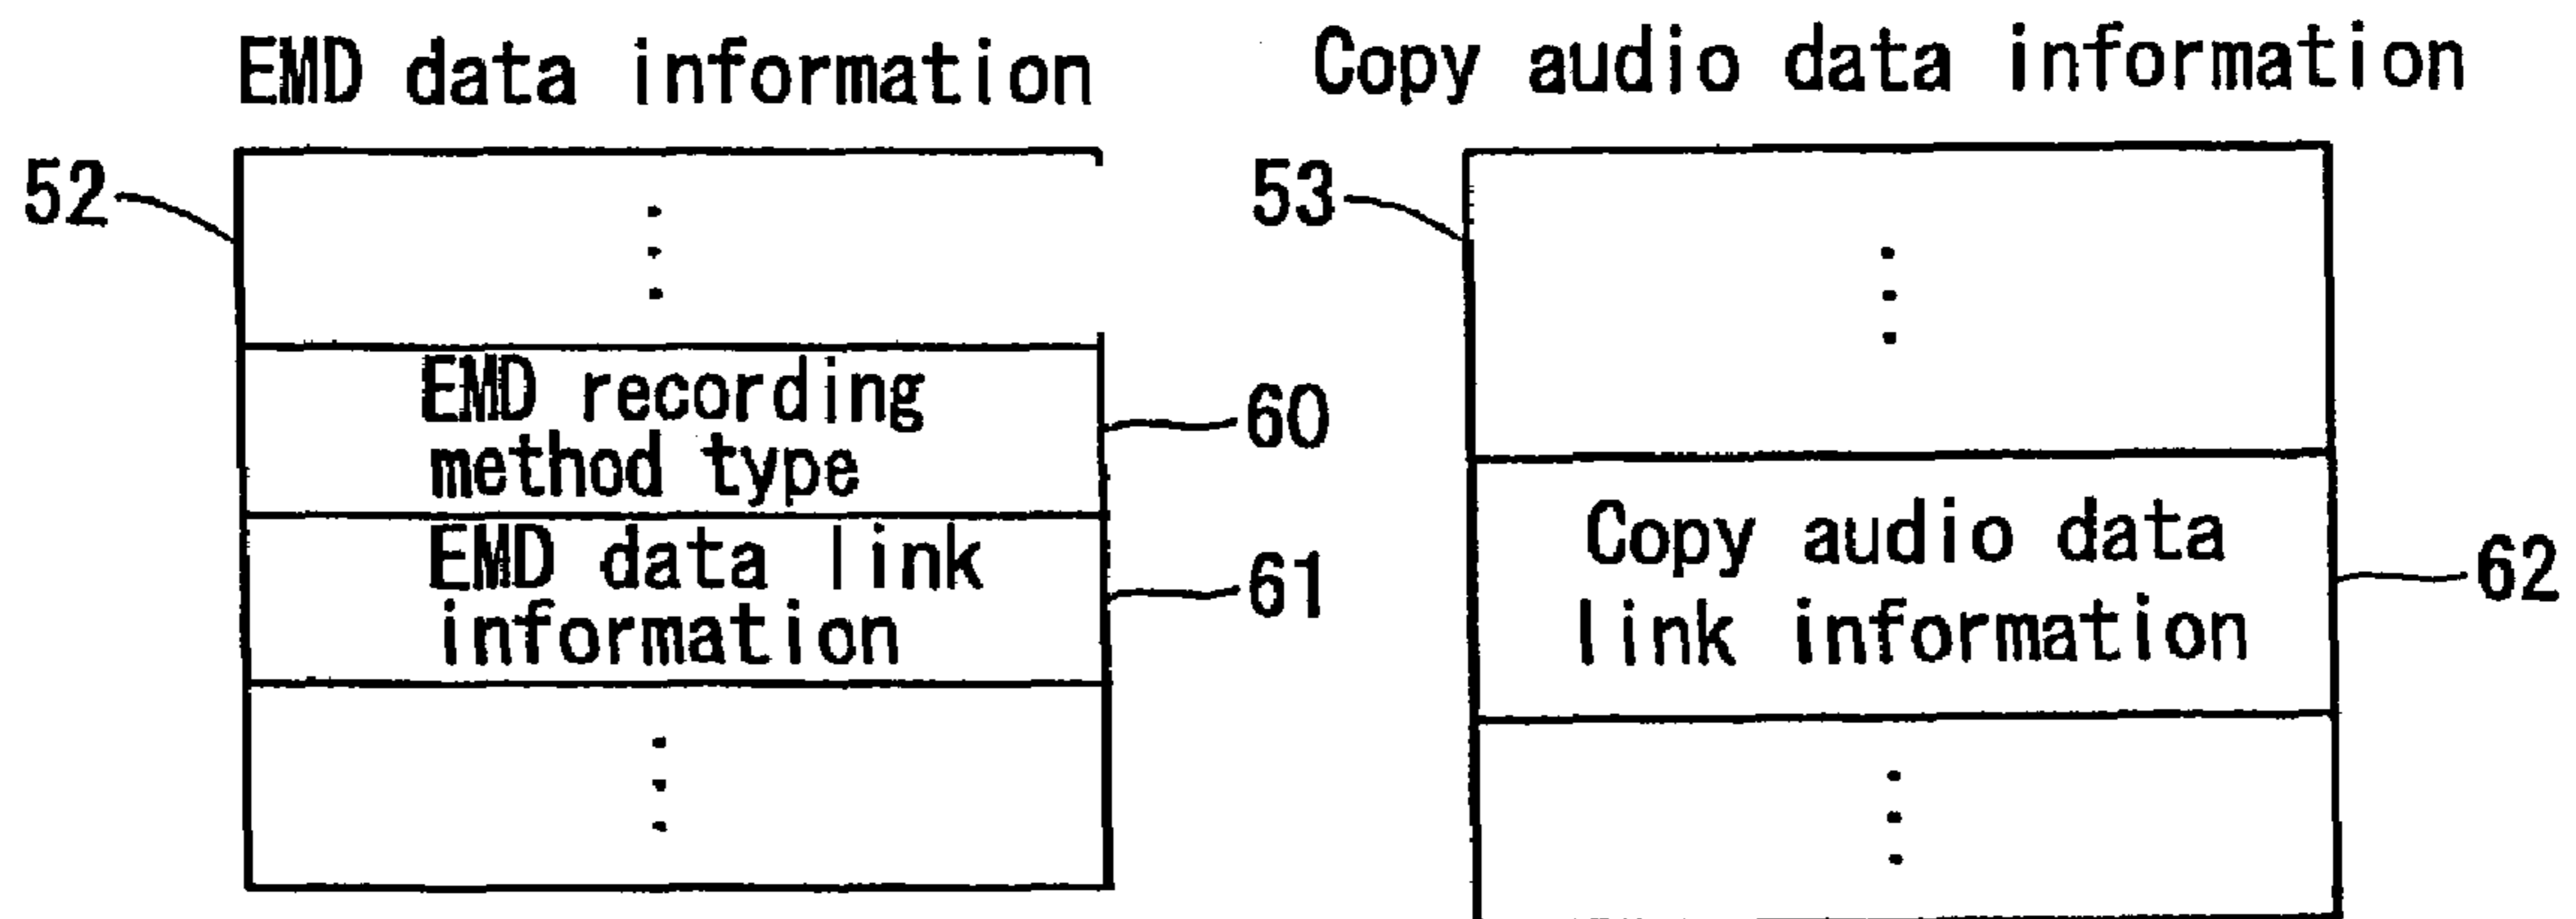 EMD data information
52
EMD recording
method type
60
EMD data link
information
61
Copy audio data information
53
Copy audio data
link information
62